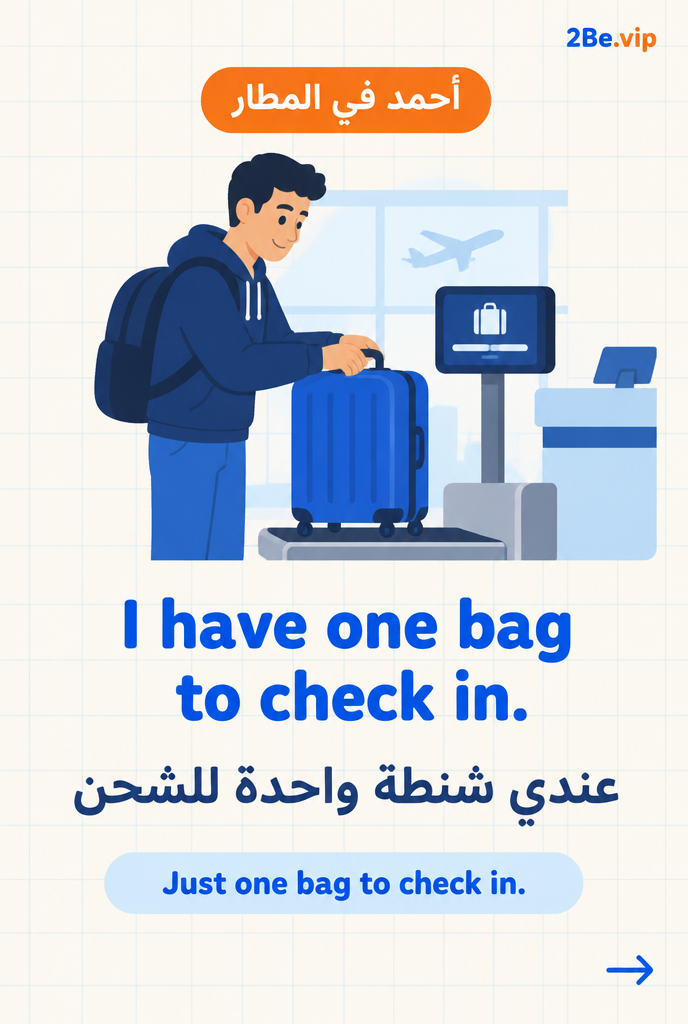 2Be.vip
أحمد في المطار
I have one bag
to check in.
عندي شنطة واحدة للشحن
Just one bag to check in.